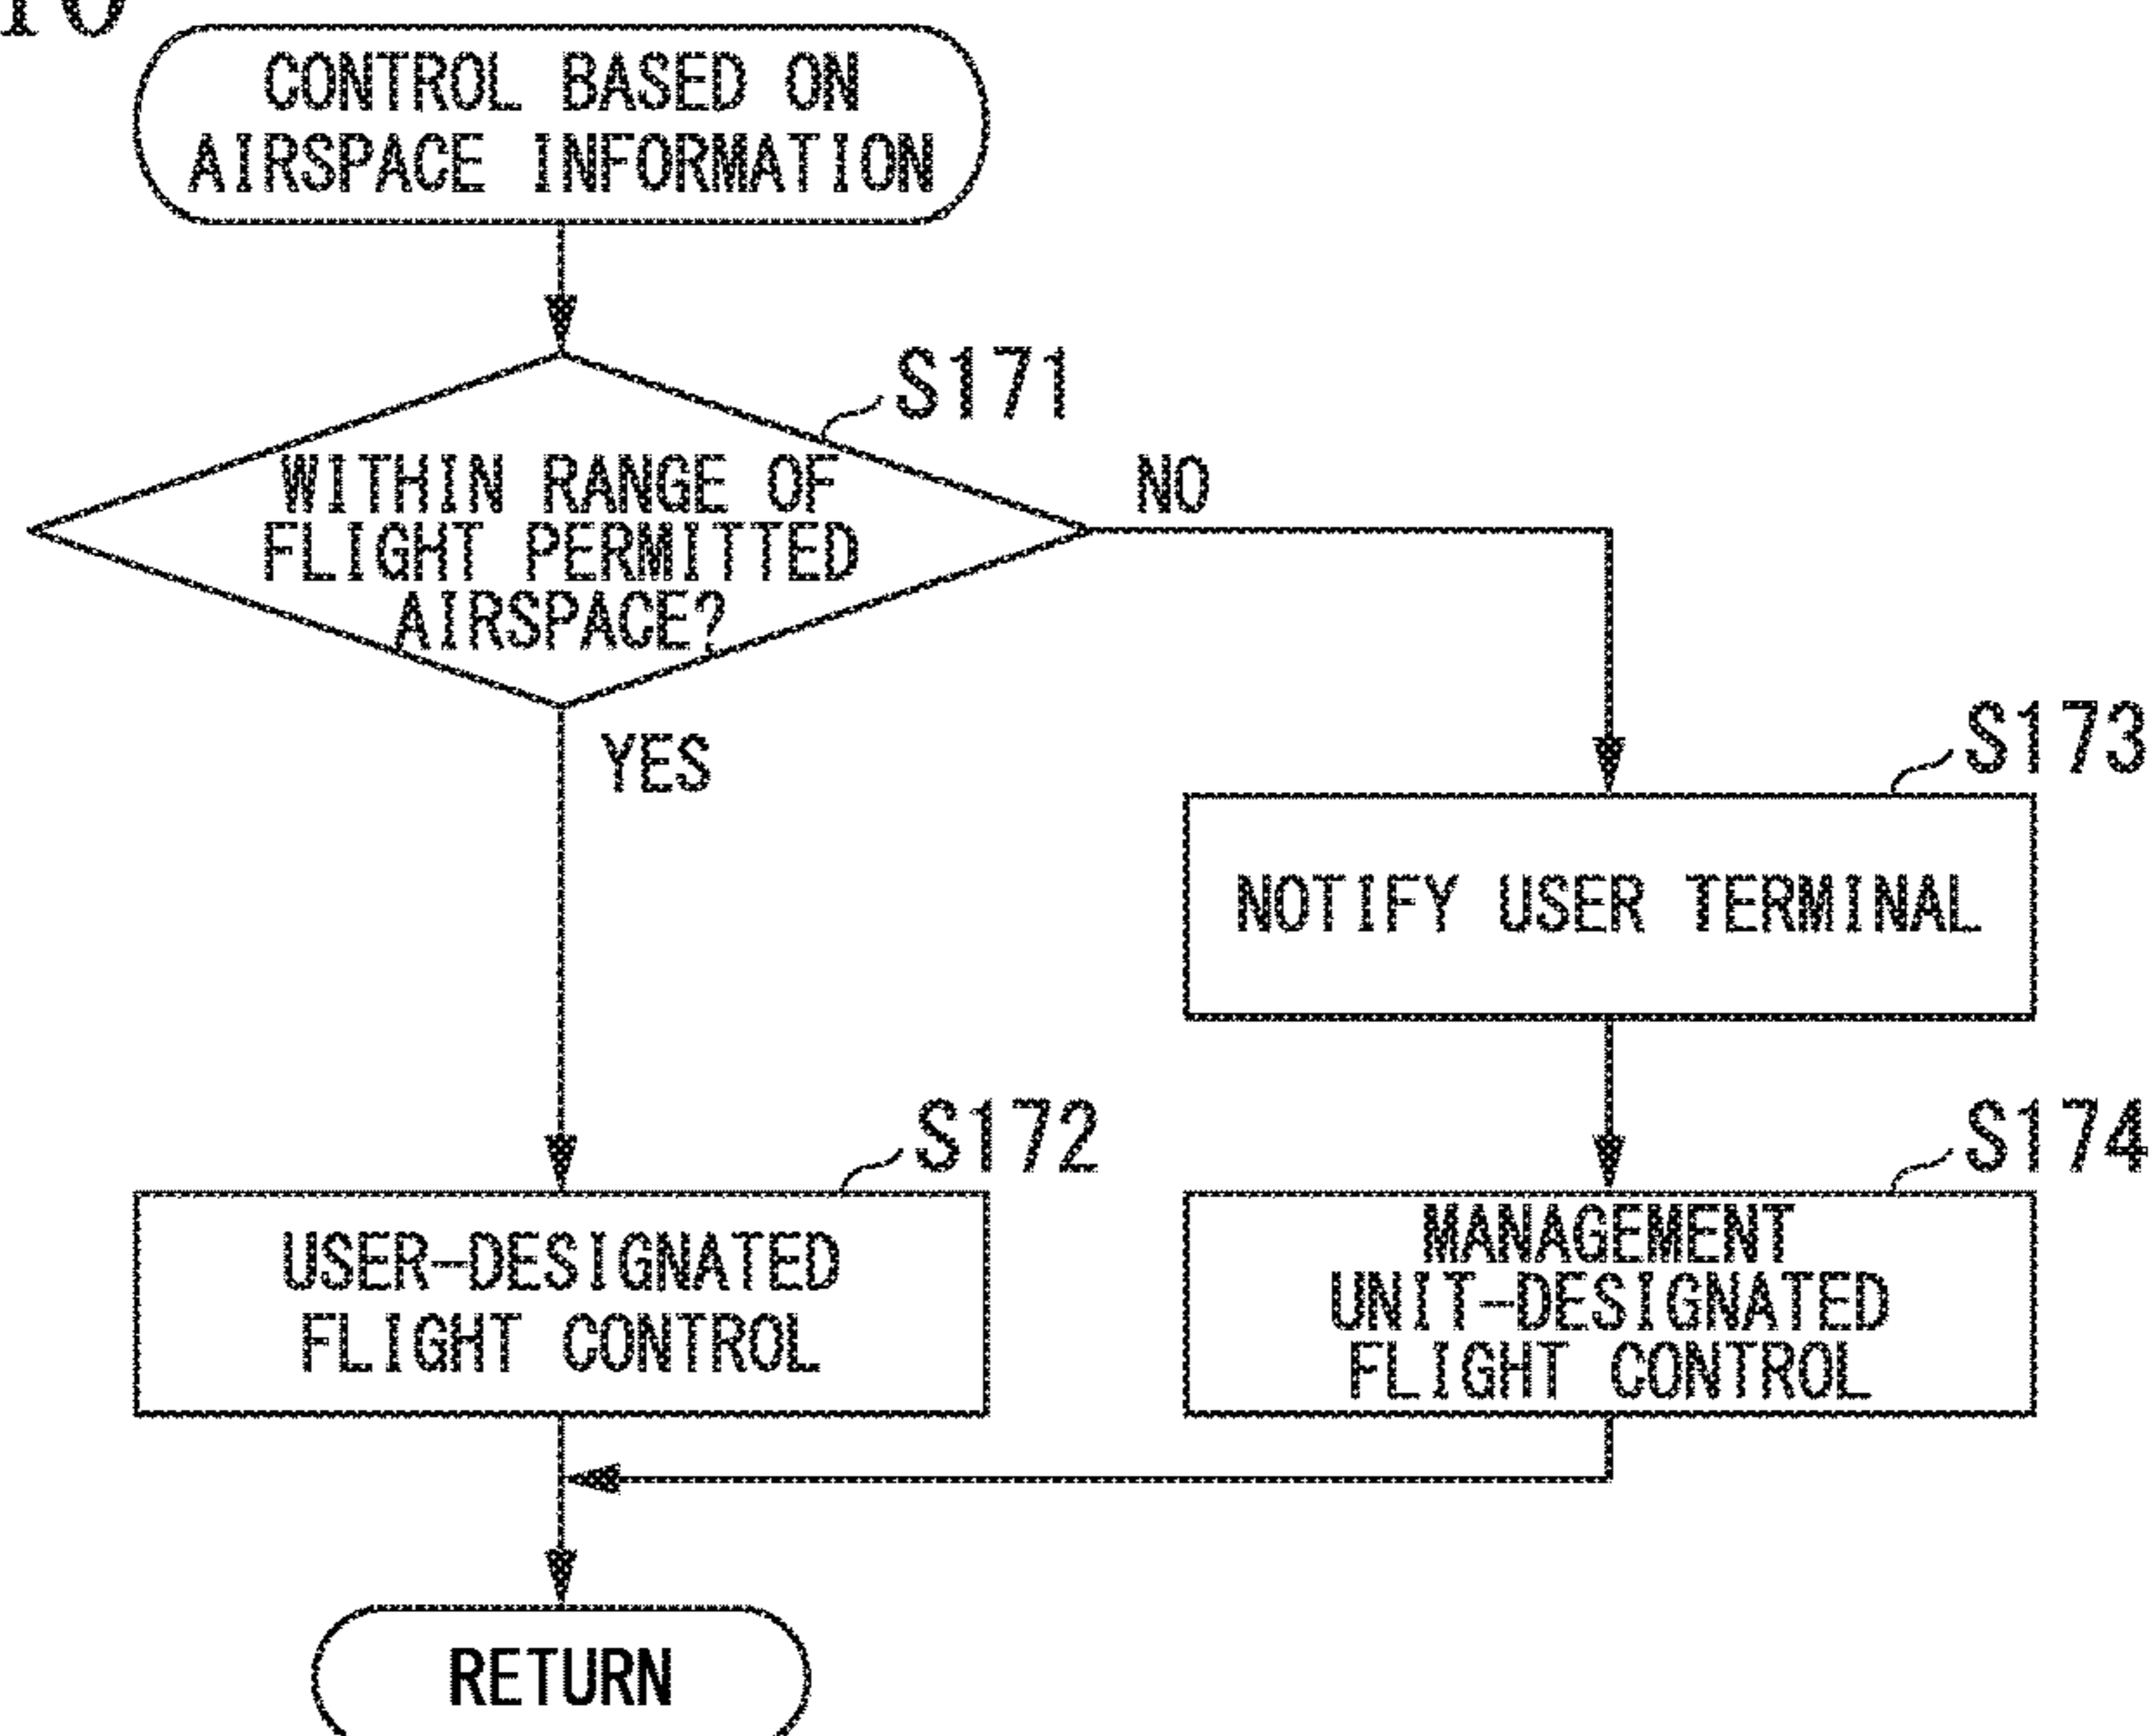 CONTROL BASED ON
AIRSPACE INFORMATION
S171
WITHIN RANGE OF
FLIGHT PERMITTED
AIRSPACE?
NO
YES
S173
NOTIFY USER TERMINAL
S172
USER-DESIGNATED
FLIGHT CONTROL
S174
MANAGEMENT
UNIT-DESIGNATED
FLIGHT CONTROL
RETURN